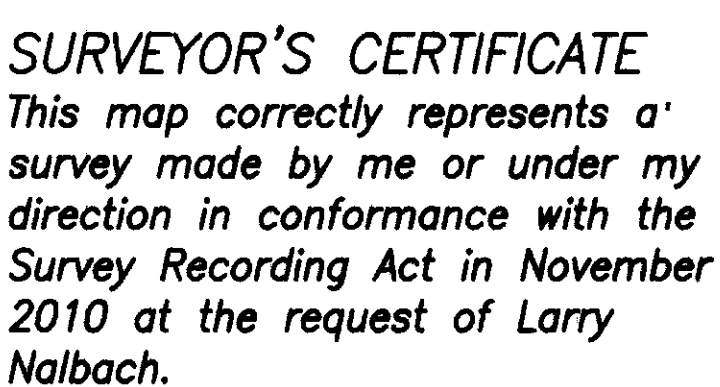 SURVEYOR'S CERTIFICATE
This map correctly represents a
survey made by me or under my
direction in conformance with the
Survey Recording Act in November
2010 at the request of Larry
Nalbach.